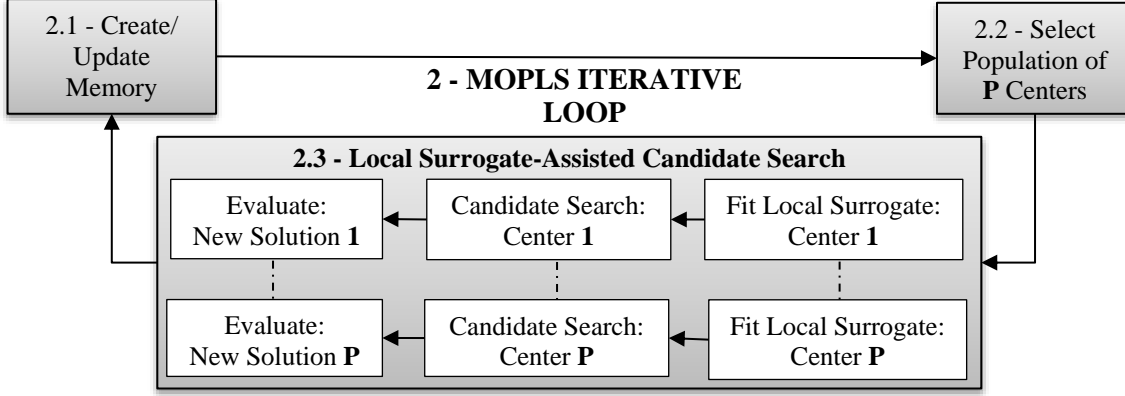 2.1 - Create/
Update
Memory
2 - MOPLS ITERATIVE
LOOP
2.2 - Select
Population of
P Centers
2.3 - Local Surrogate-Assisted Candidate Search
Evaluate:
New Solution 1
Candidate Search:
Center 1
Fit Local Surrogate:
Center 1
Evaluate:
New Solution P
Candidate Search:
Center P
Fit Local Surrogate:
Center P